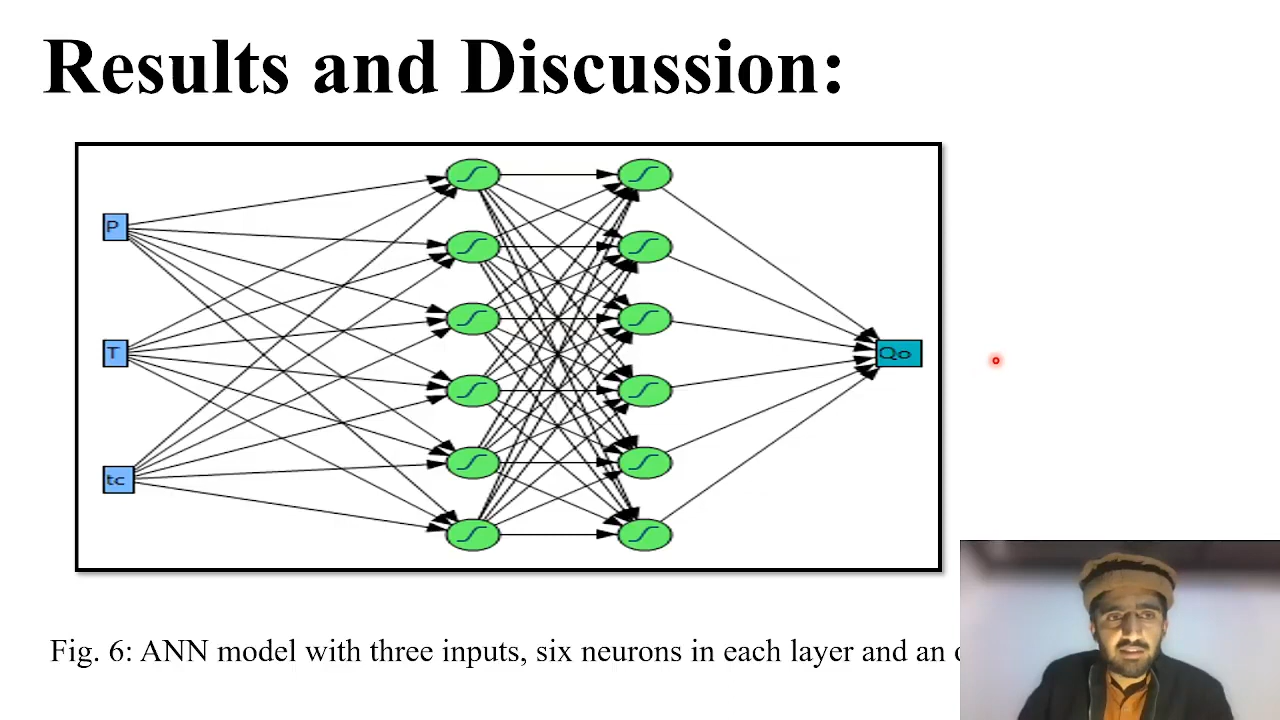 Results and Discussion:
P
T
tc
Qo
Fig. 6: ANN model with three inputs, six neurons in each layer and an